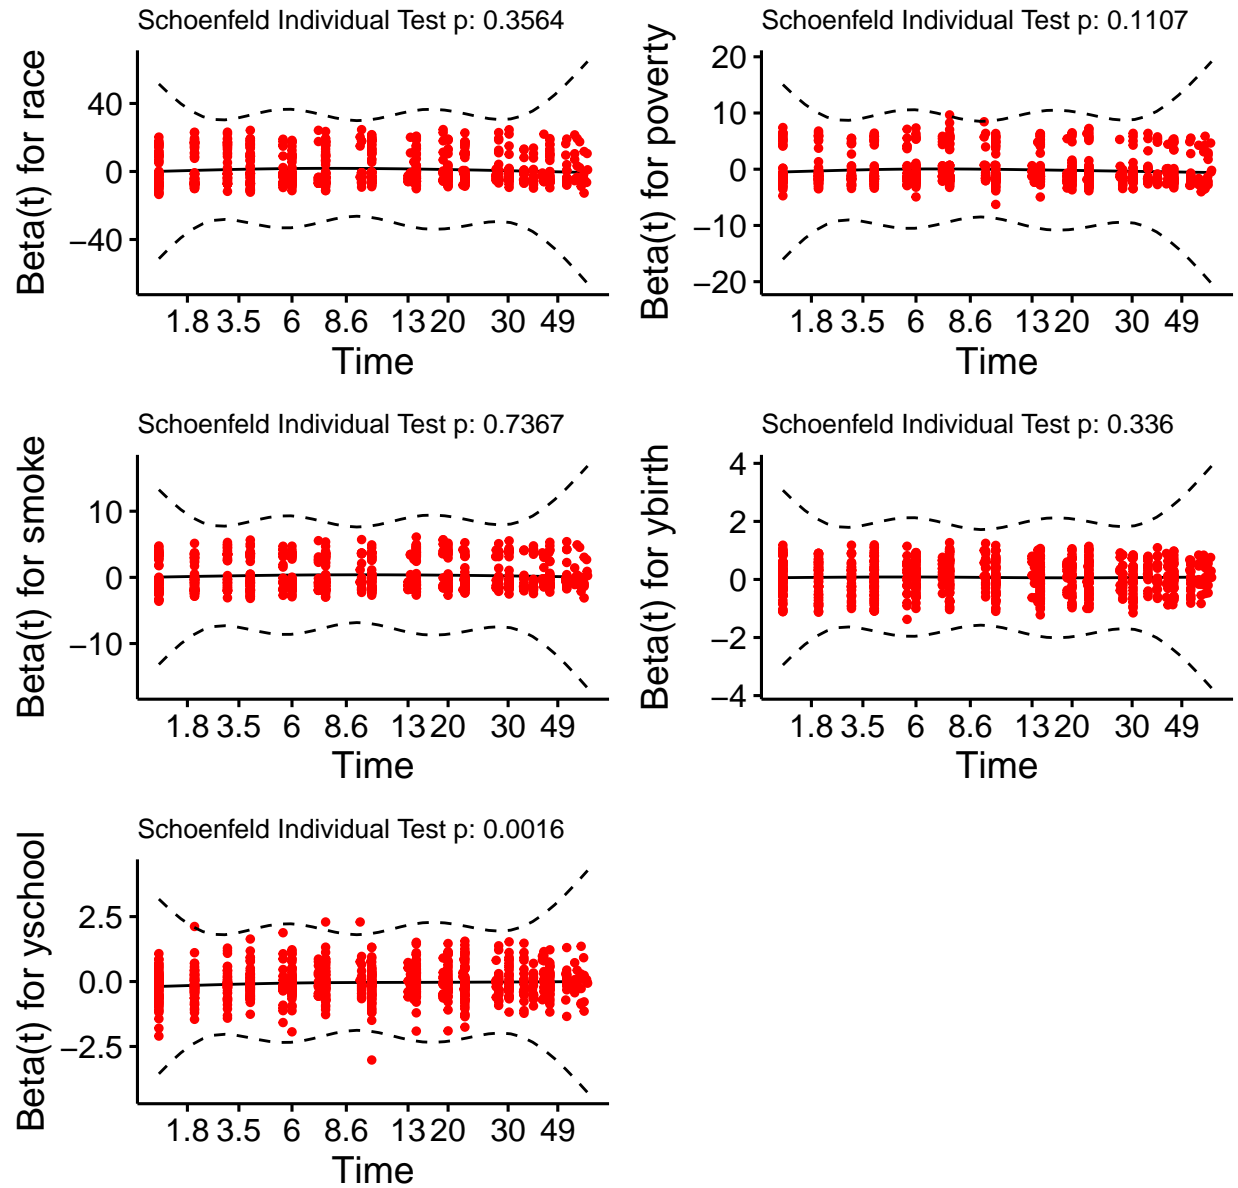 Schoenfeld Individual Test p: 0.3564
Beta(t) for race
40
0
−40
1.8 3.5 6 8.6 13 20 30 49
Time
Schoenfeld Individual Test p: 0.1107
Beta(t) for poverty
20
10
0
−10
−20
1.8 3.5 6 8.6 13 20 30 49
Time
Schoenfeld Individual Test p: 0.7367
Beta(t) for smoke
10
0
−10
1.8 3.5 6 8.6 13 20 30 49
Time
Schoenfeld Individual Test p: 0.336
Beta(t) for ybirth
4
2
0
−2
−4
1.8 3.5 6 8.6 13 20 30 49
Time
Schoenfeld Individual Test p: 0.0016
Beta(t) for yschool
2.5
0.0
−2.5
1.8 3.5 6 8.6 13 20 30 49
Time